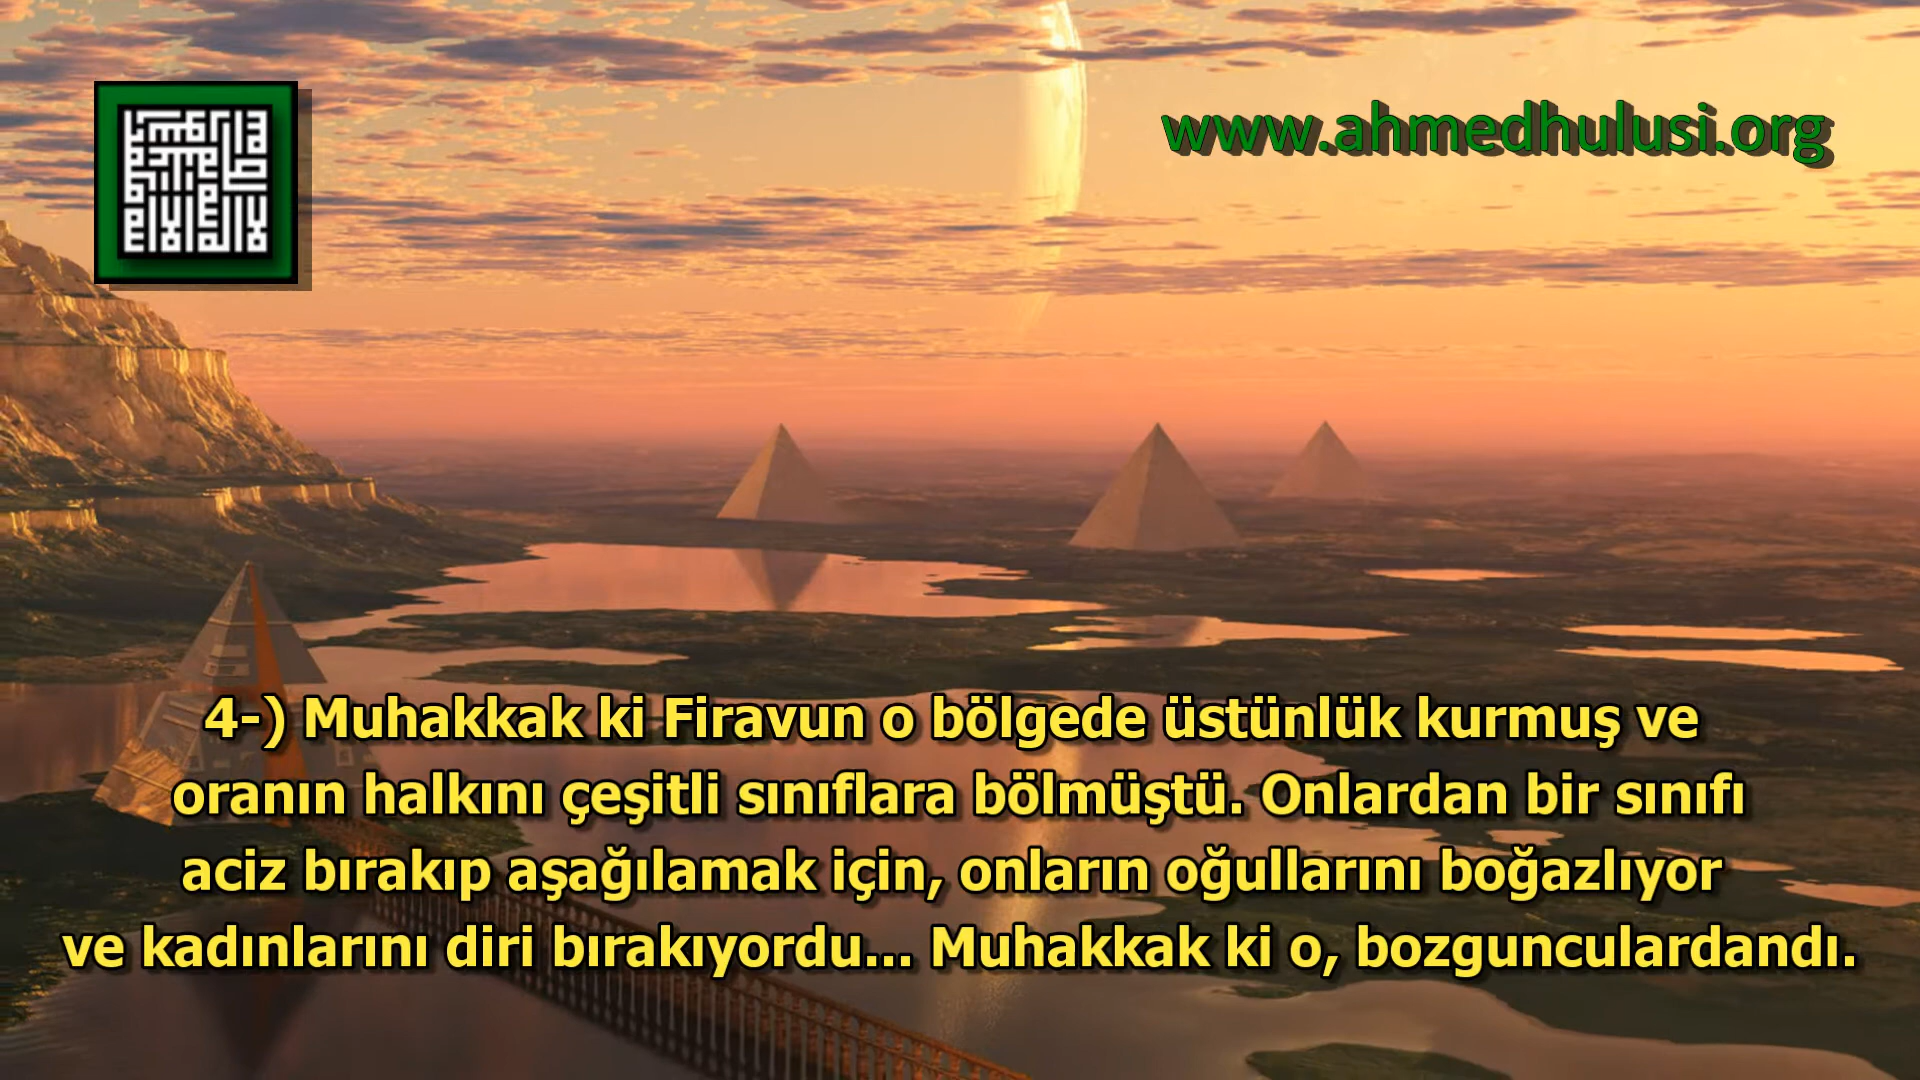 www.ahmedhulusi.org
4-) Muhakkak ki Firavun o bölgede üstünlük kurmuş ve
oranın halkını çeşitli sınıflara bölmüştü. Onlardan bir sınıfı
aciz bırakıp aşağılamak için, onların oğullarını boğazlıyor
ve kadınlarını diri bırakıyordu... Muhakkak ki o, bozgunculardandı.